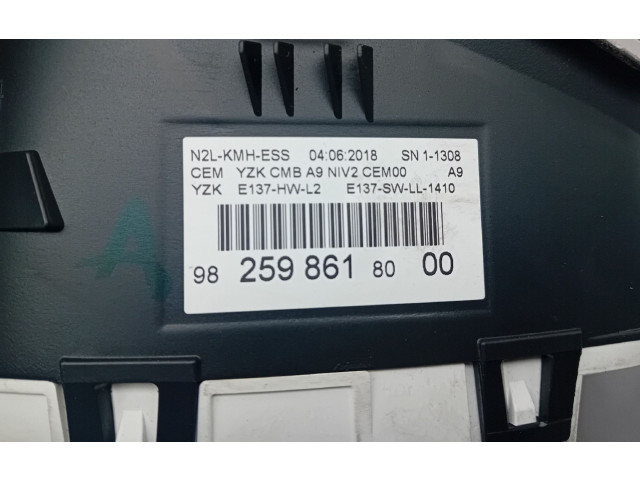 N2L-KMH-ESS 04:06:2018 SN 1-1308
CEM YZK CMB A9 NIV2 CEM00 A9
YZK E137-HW-L2 E137-SW-LL-1410
98 259 861 80 00
A